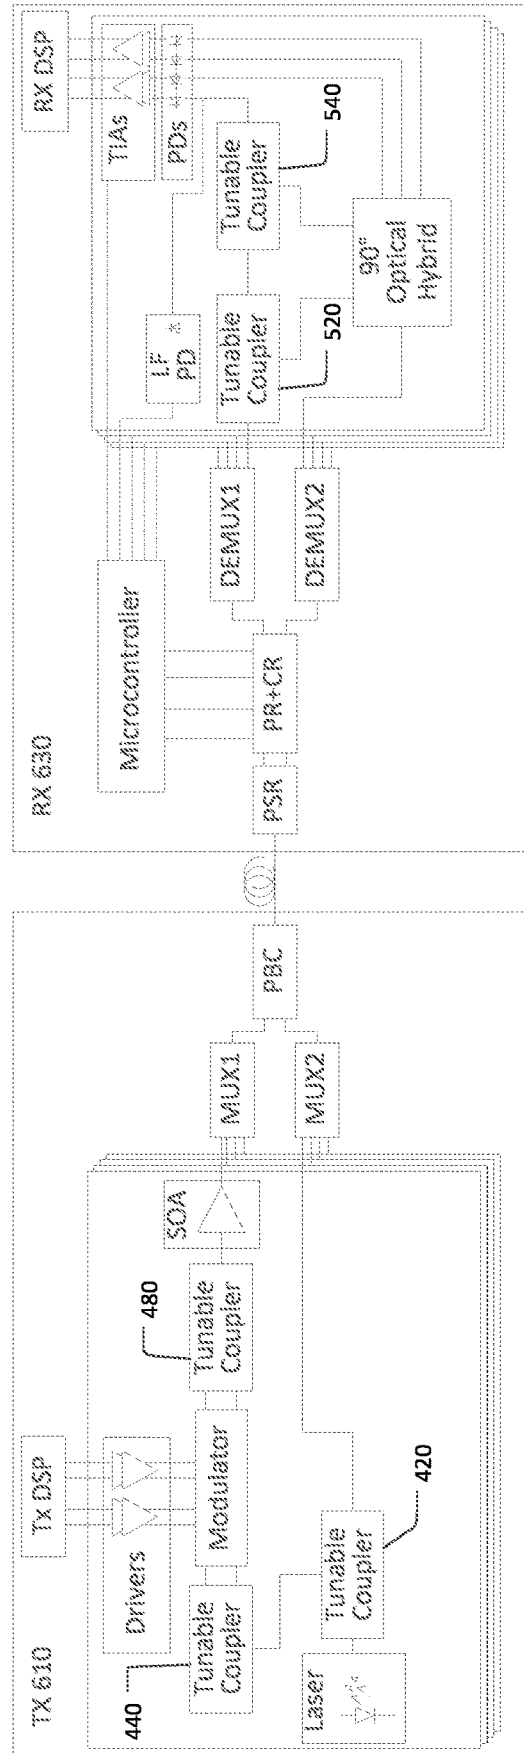 TX 610
Tx DSP
Drivers
440
Tunable
Coupler
Modulator
480
Tunable
Coupler
SOA
Laser
Tunable
Coupler
420
MUX1
MUX2
PBC
RX 630
Microcontroller
PSR
PR+CR
DEMUX1
DEMUX2
RX DSP
TIAs
PDs
LF
PD
Tunable
Coupler
520
Tunable
Coupler
540
90°
Optical
Hybrid